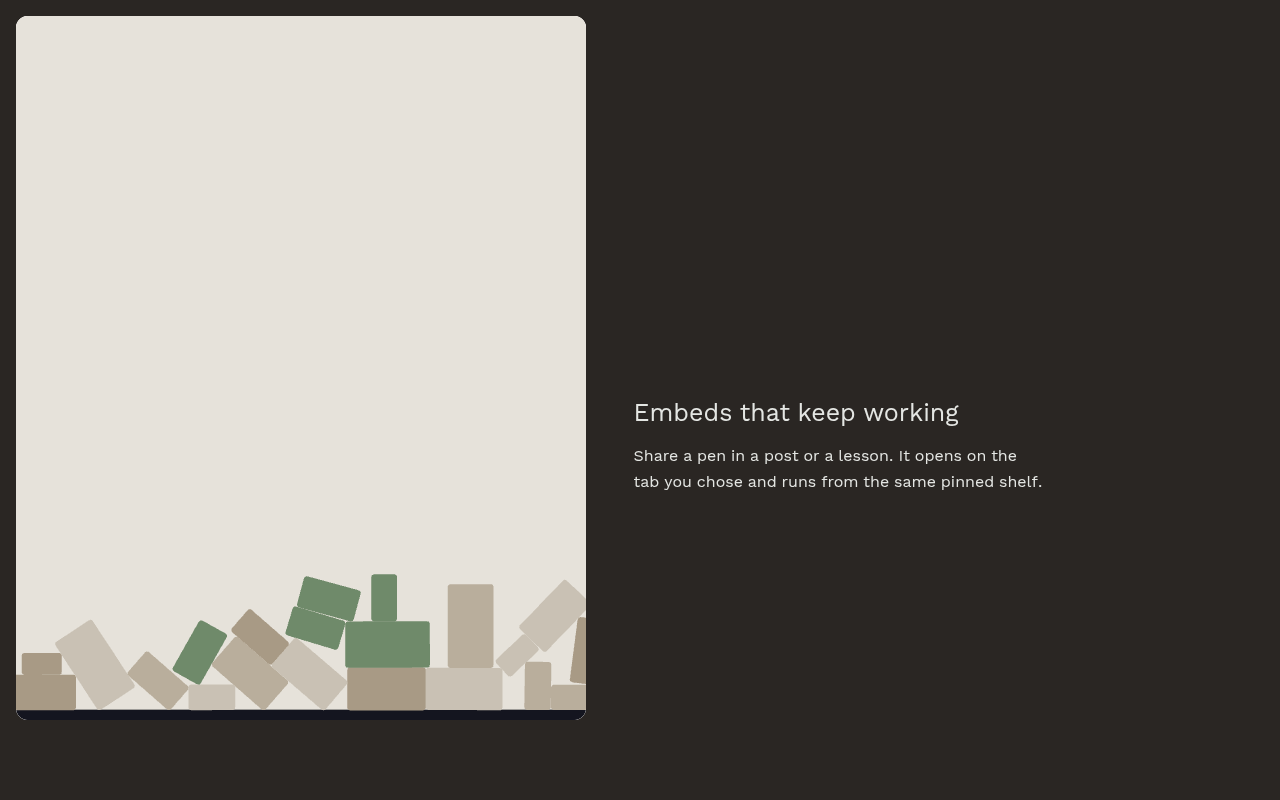 Embeds that keep working
Share a pen in a post or a lesson. It opens on the
tab you chose and runs from the same pinned shelf.